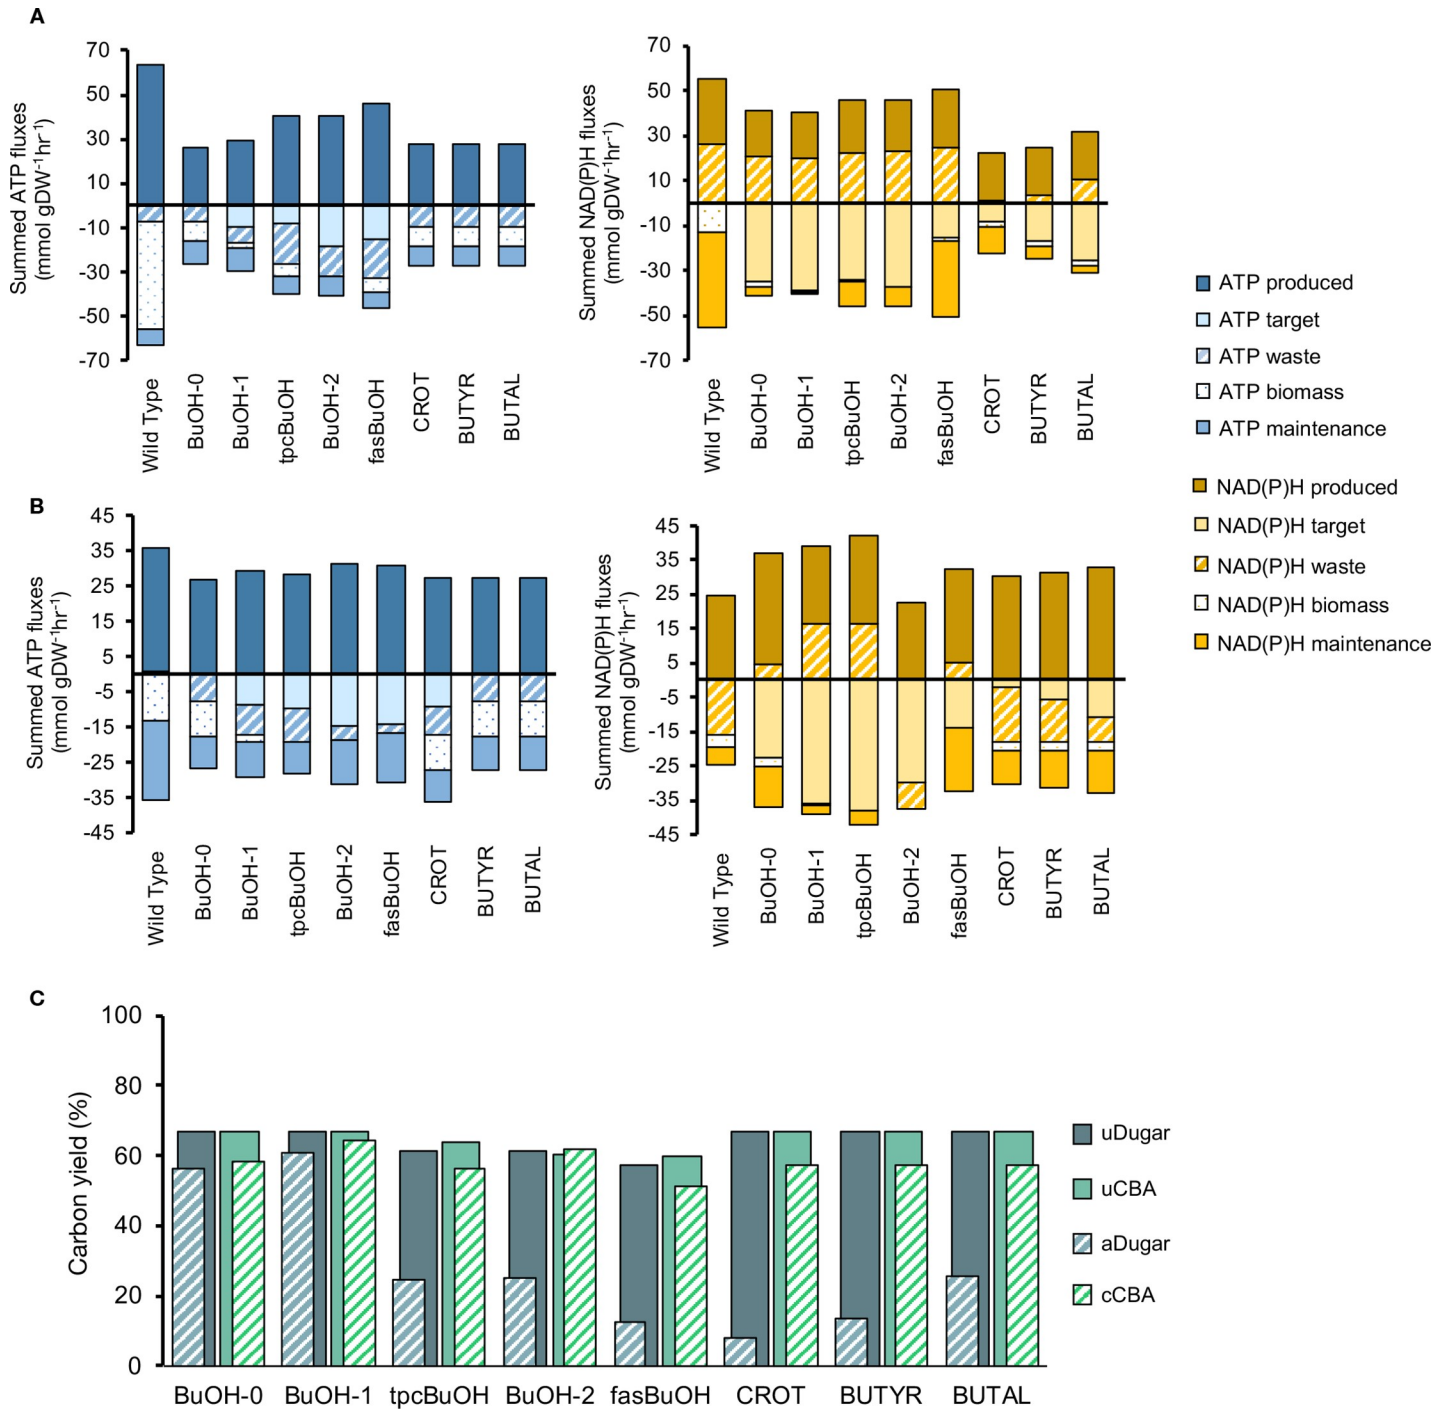 A
Summed ATP fluxes
(mmol gDW-1hr-1)
70
50
30
10
-10
-30
-50
-70
Wild Type
BuOH-0
BuOH-1
tpcBuOH
BuOH-2
fasBuOH
CROT
BUTYR
BUTAL
Summed NAD(P)H fluxes
(mmol gDW-1hr-1)
70
50
30
10
-10
-30
-50
-70
Wild Type
BuOH-0
BuOH-1
tpcBuOH
BuOH-2
fasBuOH
CROT
BUTYR
BUTAL
ATP produced
ATP target
ATP waste
ATP biomass
ATP maintenance
NAD(P)H produced
NAD(P)H target
NAD(P)H waste
NAD(P)H biomass
NAD(P)H maintenance
B
Summed ATP fluxes
(mmol gDW-1hr-1)
45
35
25
15
5
-5
-15
-25
-35
-45
Wild Type
BuOH-0
BuOH-1
tpcBuOH
BuOH-2
fasBuOH
CROT
BUTYR
BUTAL
Summed NAD(P)H fluxes
(mmol gDW-1hr-1)
45
35
25
15
5
-5
-15
-25
-35
-45
Wild Type
BuOH-0
BuOH-1
tpcBuOH
BuOH-2
fasBuOH
CROT
BUTYR
BUTAL
C
Carbon yield (%)
100
80
60
40
20
0
BuOH-0
BuOH-1
tpcBuOH
BuOH-2
fasBuOH
CROT
BUTYR
BUTAL
uDugar
uCBA
aDugar
cCBA